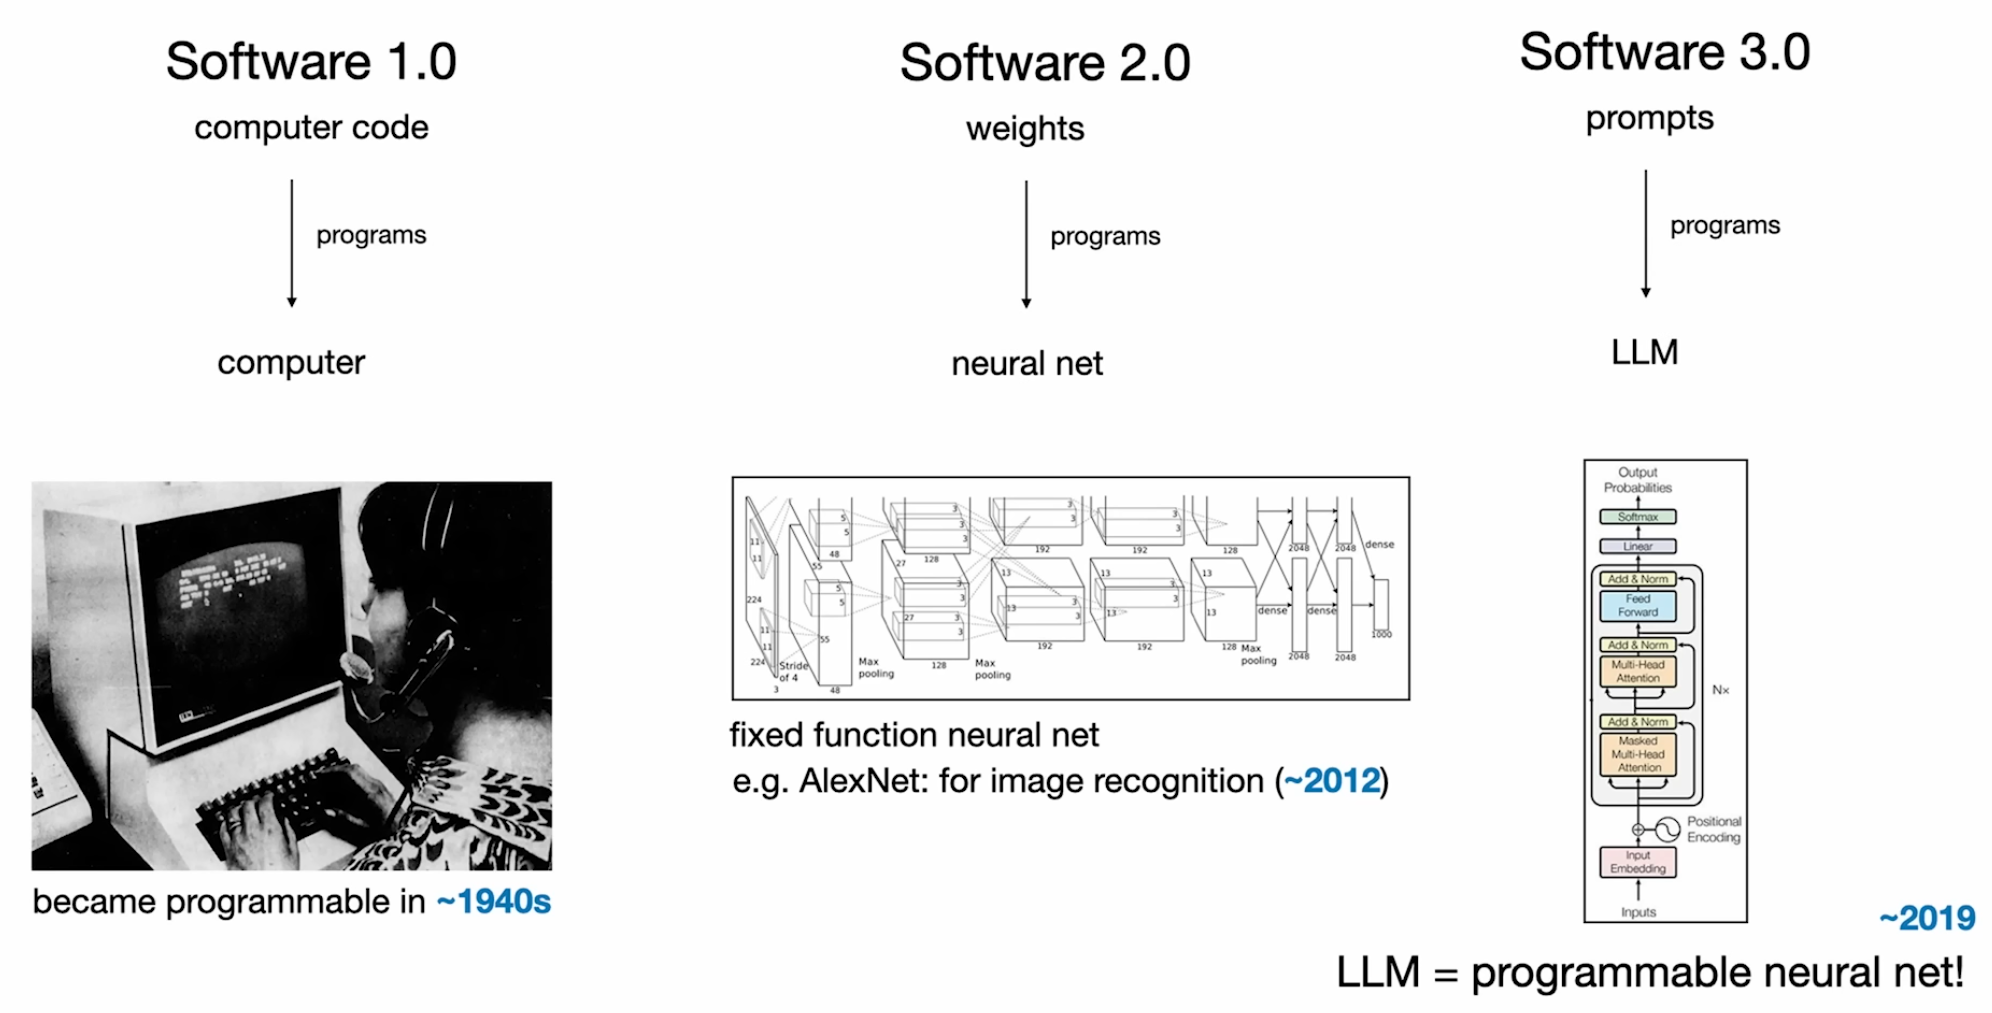 Software 1.0
computer code
programs
computer
became programmable in ~1940s
Software 2.0
weights
programs
neural net
3
3
3
3
3
5
5
48
128
192
192
128
2048
2048
dense
11
11
55
27
13
13
13
224
5
5
3
3
3
3
13
13
13
27
3
3
dense
dense
1000
11
11
55
224
Stride
of 4
3
48
Max
pooling
128
Max
pooling
192
192
128
Max
pooling
2048
2048
fixed function neural net
e.g. AlexNet: for image recognition (~2012)
Software 3.0
prompts
programs
LLM
Output
Probabilities
Softmax
Linear
Add & Norm
Feed
Forward
Add & Norm
Multi-Head
Attention
N×
Add & Norm
Masked
Multi-Head
Attention
Positional
Encoding
Input
Embedding
Inputs
~2019
LLM = programmable neural net!